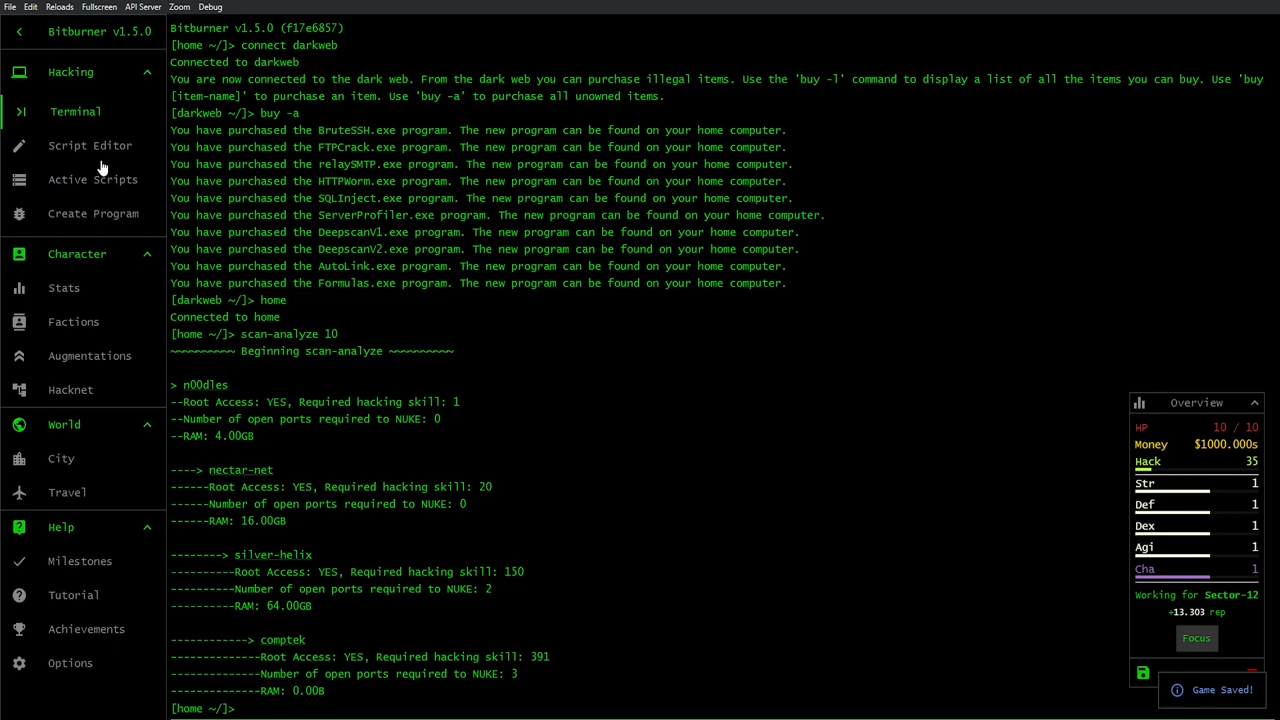 File Edit Reloads Fullscreen API Server Zoom Debug
Bitburner v1.5.0
Hacking
Terminal
Script Editor
Active Scripts
Create Program
Character
Stats
Factions
Augmentations
Hacknet
World
City
Travel
Help
Milestones
Tutorial
Achievements
Options
Bitburner v1.5.0 (f17e6857)
[home ~/]> connect darkweb
Connected to darkweb
You are now connected to the dark web. From the dark web you can purchase illegal items. Use the 'buy -l' command to display a list of all the items you can buy. Use 'buy
[item-name]' to purchase an item. Use 'buy -a' to purchase all unowned items.
[darkweb ~/]> buy -a
You have purchased the BruteSSH.exe program. The new program can be found on your home computer.
You have purchased the FTPCrack.exe program. The new program can be found on your home computer.
You have purchased the relaySMTP.exe program. The new program can be found on your home computer.
You have purchased the HTTPWorm.exe program. The new program can be found on your home computer.
You have purchased the SQLInject.exe program. The new program can be found on your home computer.
You have purchased the ServerProfiler.exe program. The new program can be found on your home computer.
You have purchased the DeepscanV1.exe program. The new program can be found on your home computer.
You have purchased the DeepscanV2.exe program. The new program can be found on your home computer.
You have purchased the AutoLink.exe program. The new program can be found on your home computer.
You have purchased the Formulas.exe program. The new program can be found on your home computer.
[darkweb ~/]> home
Connected to home
[home ~/]> scan-analyze 10
~~~~~~~~~~ Beginning scan-analyze ~~~~~~~~~~
> n00dles
--Root Access: YES, Required hacking skill: 1
--Number of open ports required to NUKE: 0
--RAM: 4.00GB
----> nectar-net
------Root Access: YES, Required hacking skill: 20
------Number of open ports required to NUKE: 0
------RAM: 16.00GB
--------> silver-helix
----------Root Access: YES, Required hacking skill: 150
----------Number of open ports required to NUKE: 2
----------RAM: 64.00GB
------------> comptek
--------------Root Access: YES, Required hacking skill: 391
--------------Number of open ports required to NUKE: 3
--------------RAM: 0.00B
[home ~/]>
Overview
HP 10 / 10
Money $1000.000s
Hack 35
Str 1
Def 1
Dex 1
Agi 1
Cha 1
Working for Sector-12
+13.303 rep
Focus
Game Saved!